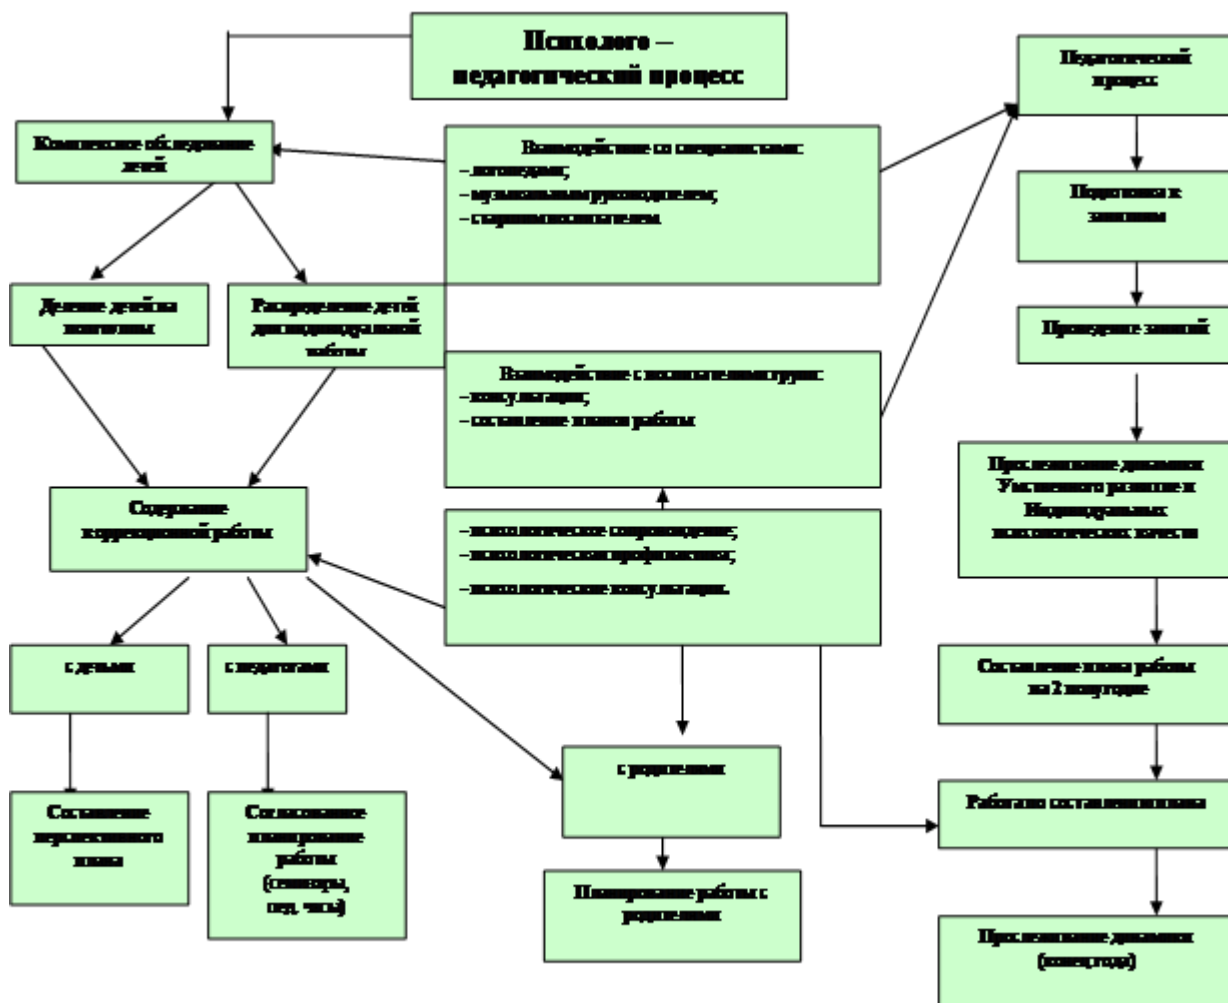 Психолого –
педагогический процесс
Педагогический
процесс
Комплексное обследование
детей
Взаимодействие со специалистами:
– логопедами;
– музыкальным руководителем;
– старшим воспитателем.
Подготовка к
занятиям
Деление детей на
подгруппы
Распределение детей
для индивидуальной
работы
Проведение занятий
Взаимодействие с воспитателями групп:
– консультации;
– составление планов работы
Прослеживание динамики
Умственного развития и
Индивидуальных
психологических качеств
Содержание
коррекционной работы
– психологическое сопровождение;
– психологическая профилактика;
– психологические консультации.
с детьми
с педагогами
Составление плана работы
на 2 полугодие
с родителями
Составление
перспективного
плана
Согласованное
планирование
работы
(семинары,
пед. часы)
Работа по составлению плана
Планирование работы с
родителями
Прослеживание динамики
(конец года)